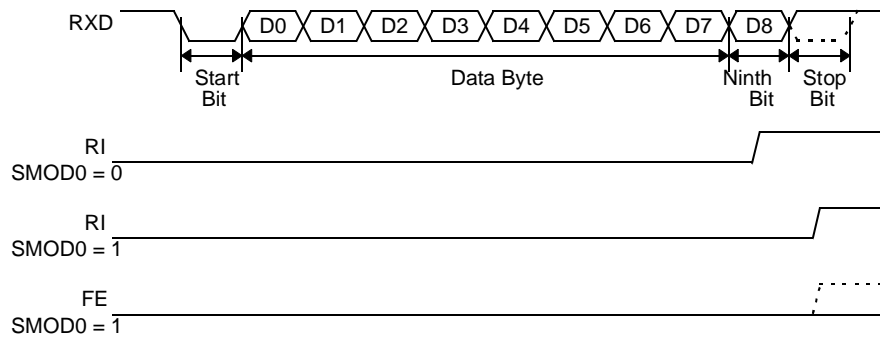 RXD D0 D1 D2 D3 D4 D5 D6 D7 D8
Start Bit
Data Byte
Ninth Bit
Stop Bit
RI
SMOD0 = 0
RI
SMOD0 = 1
FE
SMOD0 = 1